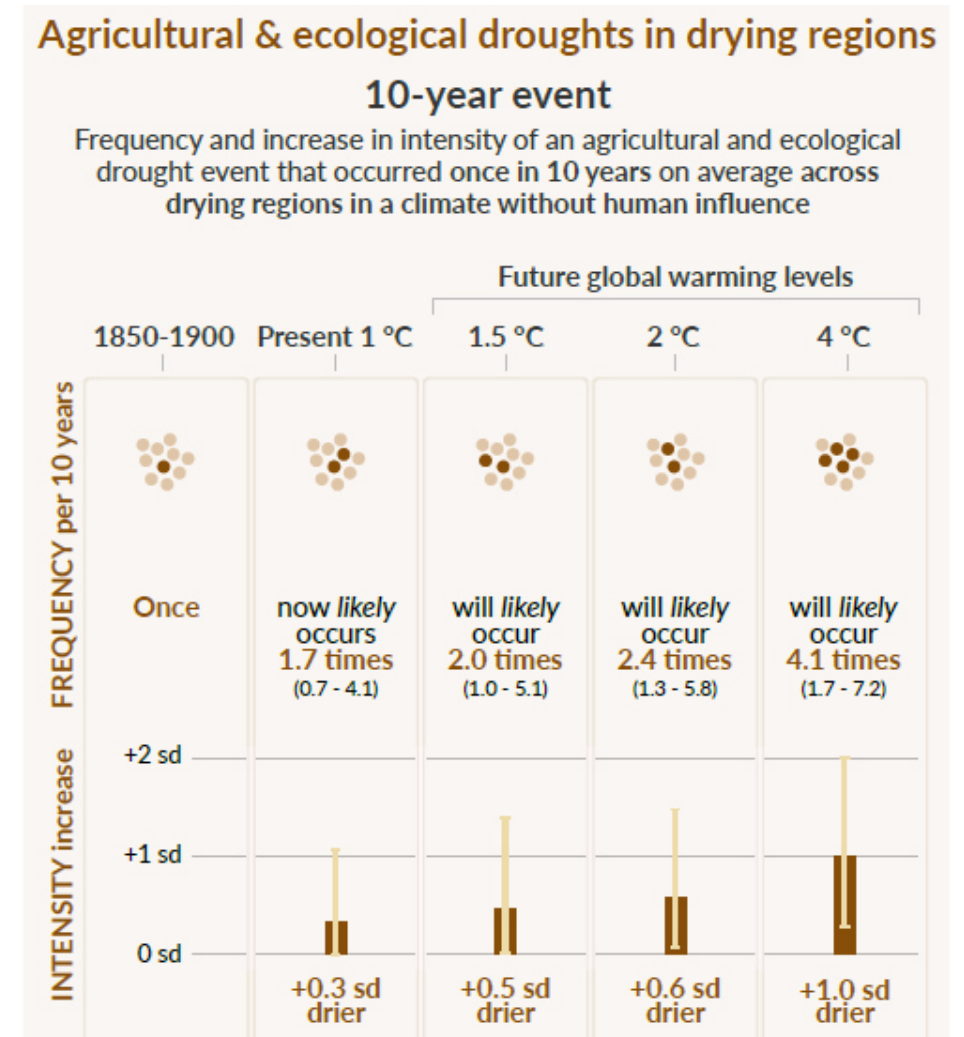 Agricultural & ecological droughts in drying regions
10-year event
Frequency and increase in intensity of an agricultural and ecological
drought event that occurred once in 10 years on average across
drying regions in a climate without human influence
Future global warming levels
1850-1900
Present 1 °C
1.5 °C
2 °C
4 °C
FREQUENCY per 10 years
Once
now likely
occurs
1.7 times
(0.7 - 4.1)
will likely
occur
2.0 times
(1.0 - 5.1)
will likely
occur
2.4 times
(1.3 - 5.8)
will likely
occur
4.1 times
(1.7 - 7.2)
INTENSITY increase
+2 sd
+1 sd
0 sd
+0.3 sd
drier
+0.5 sd
drier
+0.6 sd
drier
+1.0 sd
drier